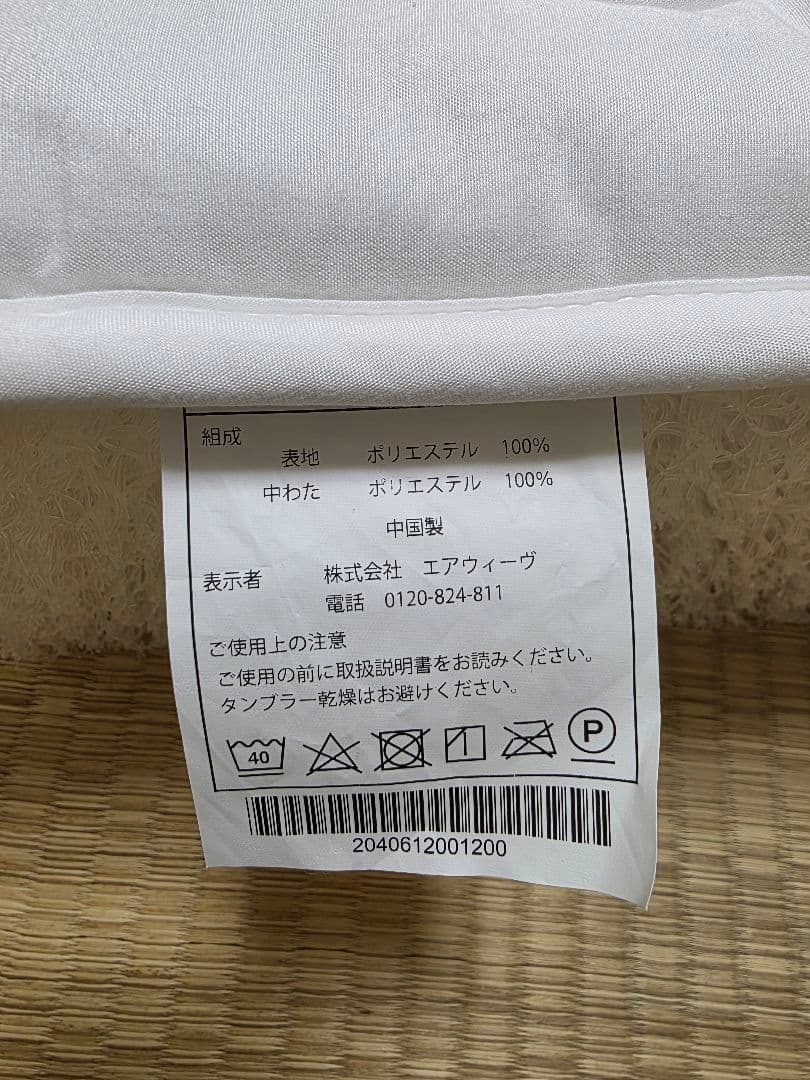 組成
表地 ポリエステル 100%
中わた ポリエステル 100%
中国製
表示者 株式会社 エアウィーヴ
電話 0120-824-811
ご使用上の注意
ご使用の前に取扱説明書をお読みください。
タンブラー乾燥はお避けください。
40 P
2040612001200